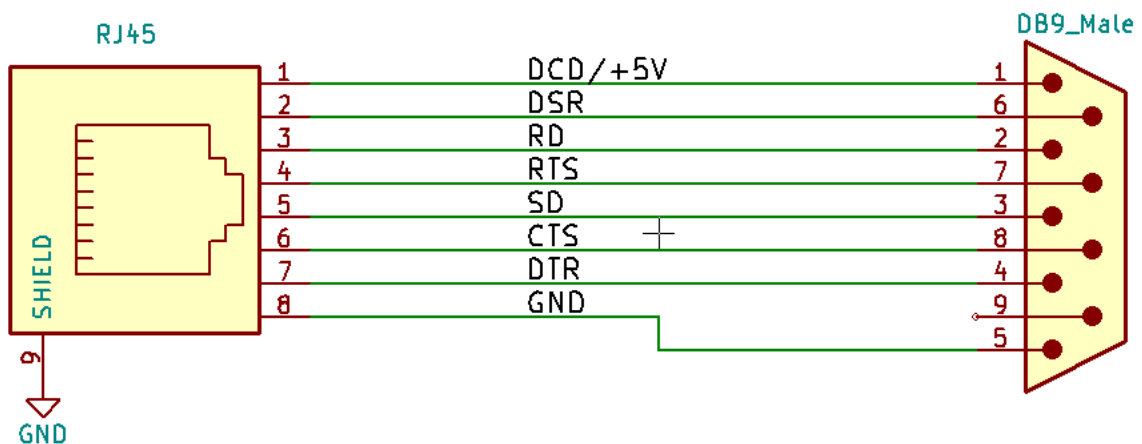 RJ45
DB9_Male
1 DCD/+5V 1
2 DSR 6
3 RD 2
4 RTS 7
5 SD 3
6 CTS 8
7 DTR 4
8 GND 9
5
SHIELD
9
GND